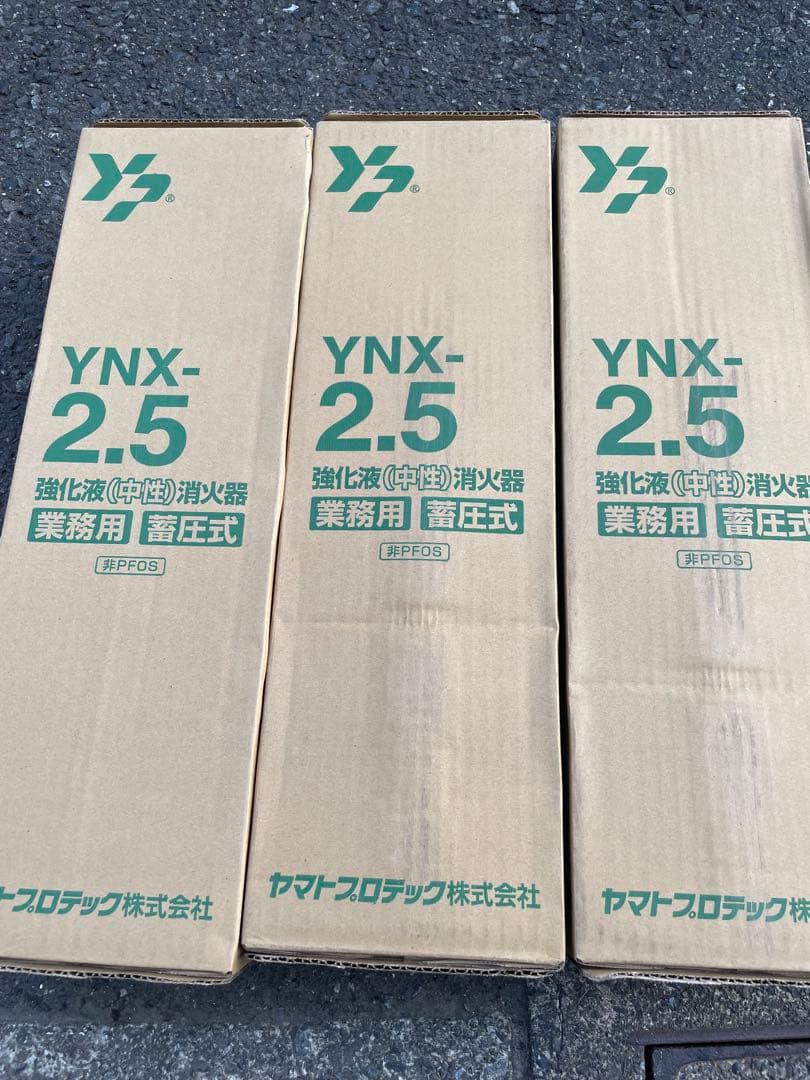 YP®
YNX-
2.5
強化液(中性)消火器
業務用 蓄圧式
非PFOS
トプロテック株式会社
YP®
YNX-
2.5
強化液(中性)消火器
業務用 蓄圧式
非PFOS
ヤマトプロテック株式会社
YP®
YNX-
2.5
強化液(中性)消火器
業務用 蓄圧式
非PFOS
ヤマトプロテック株